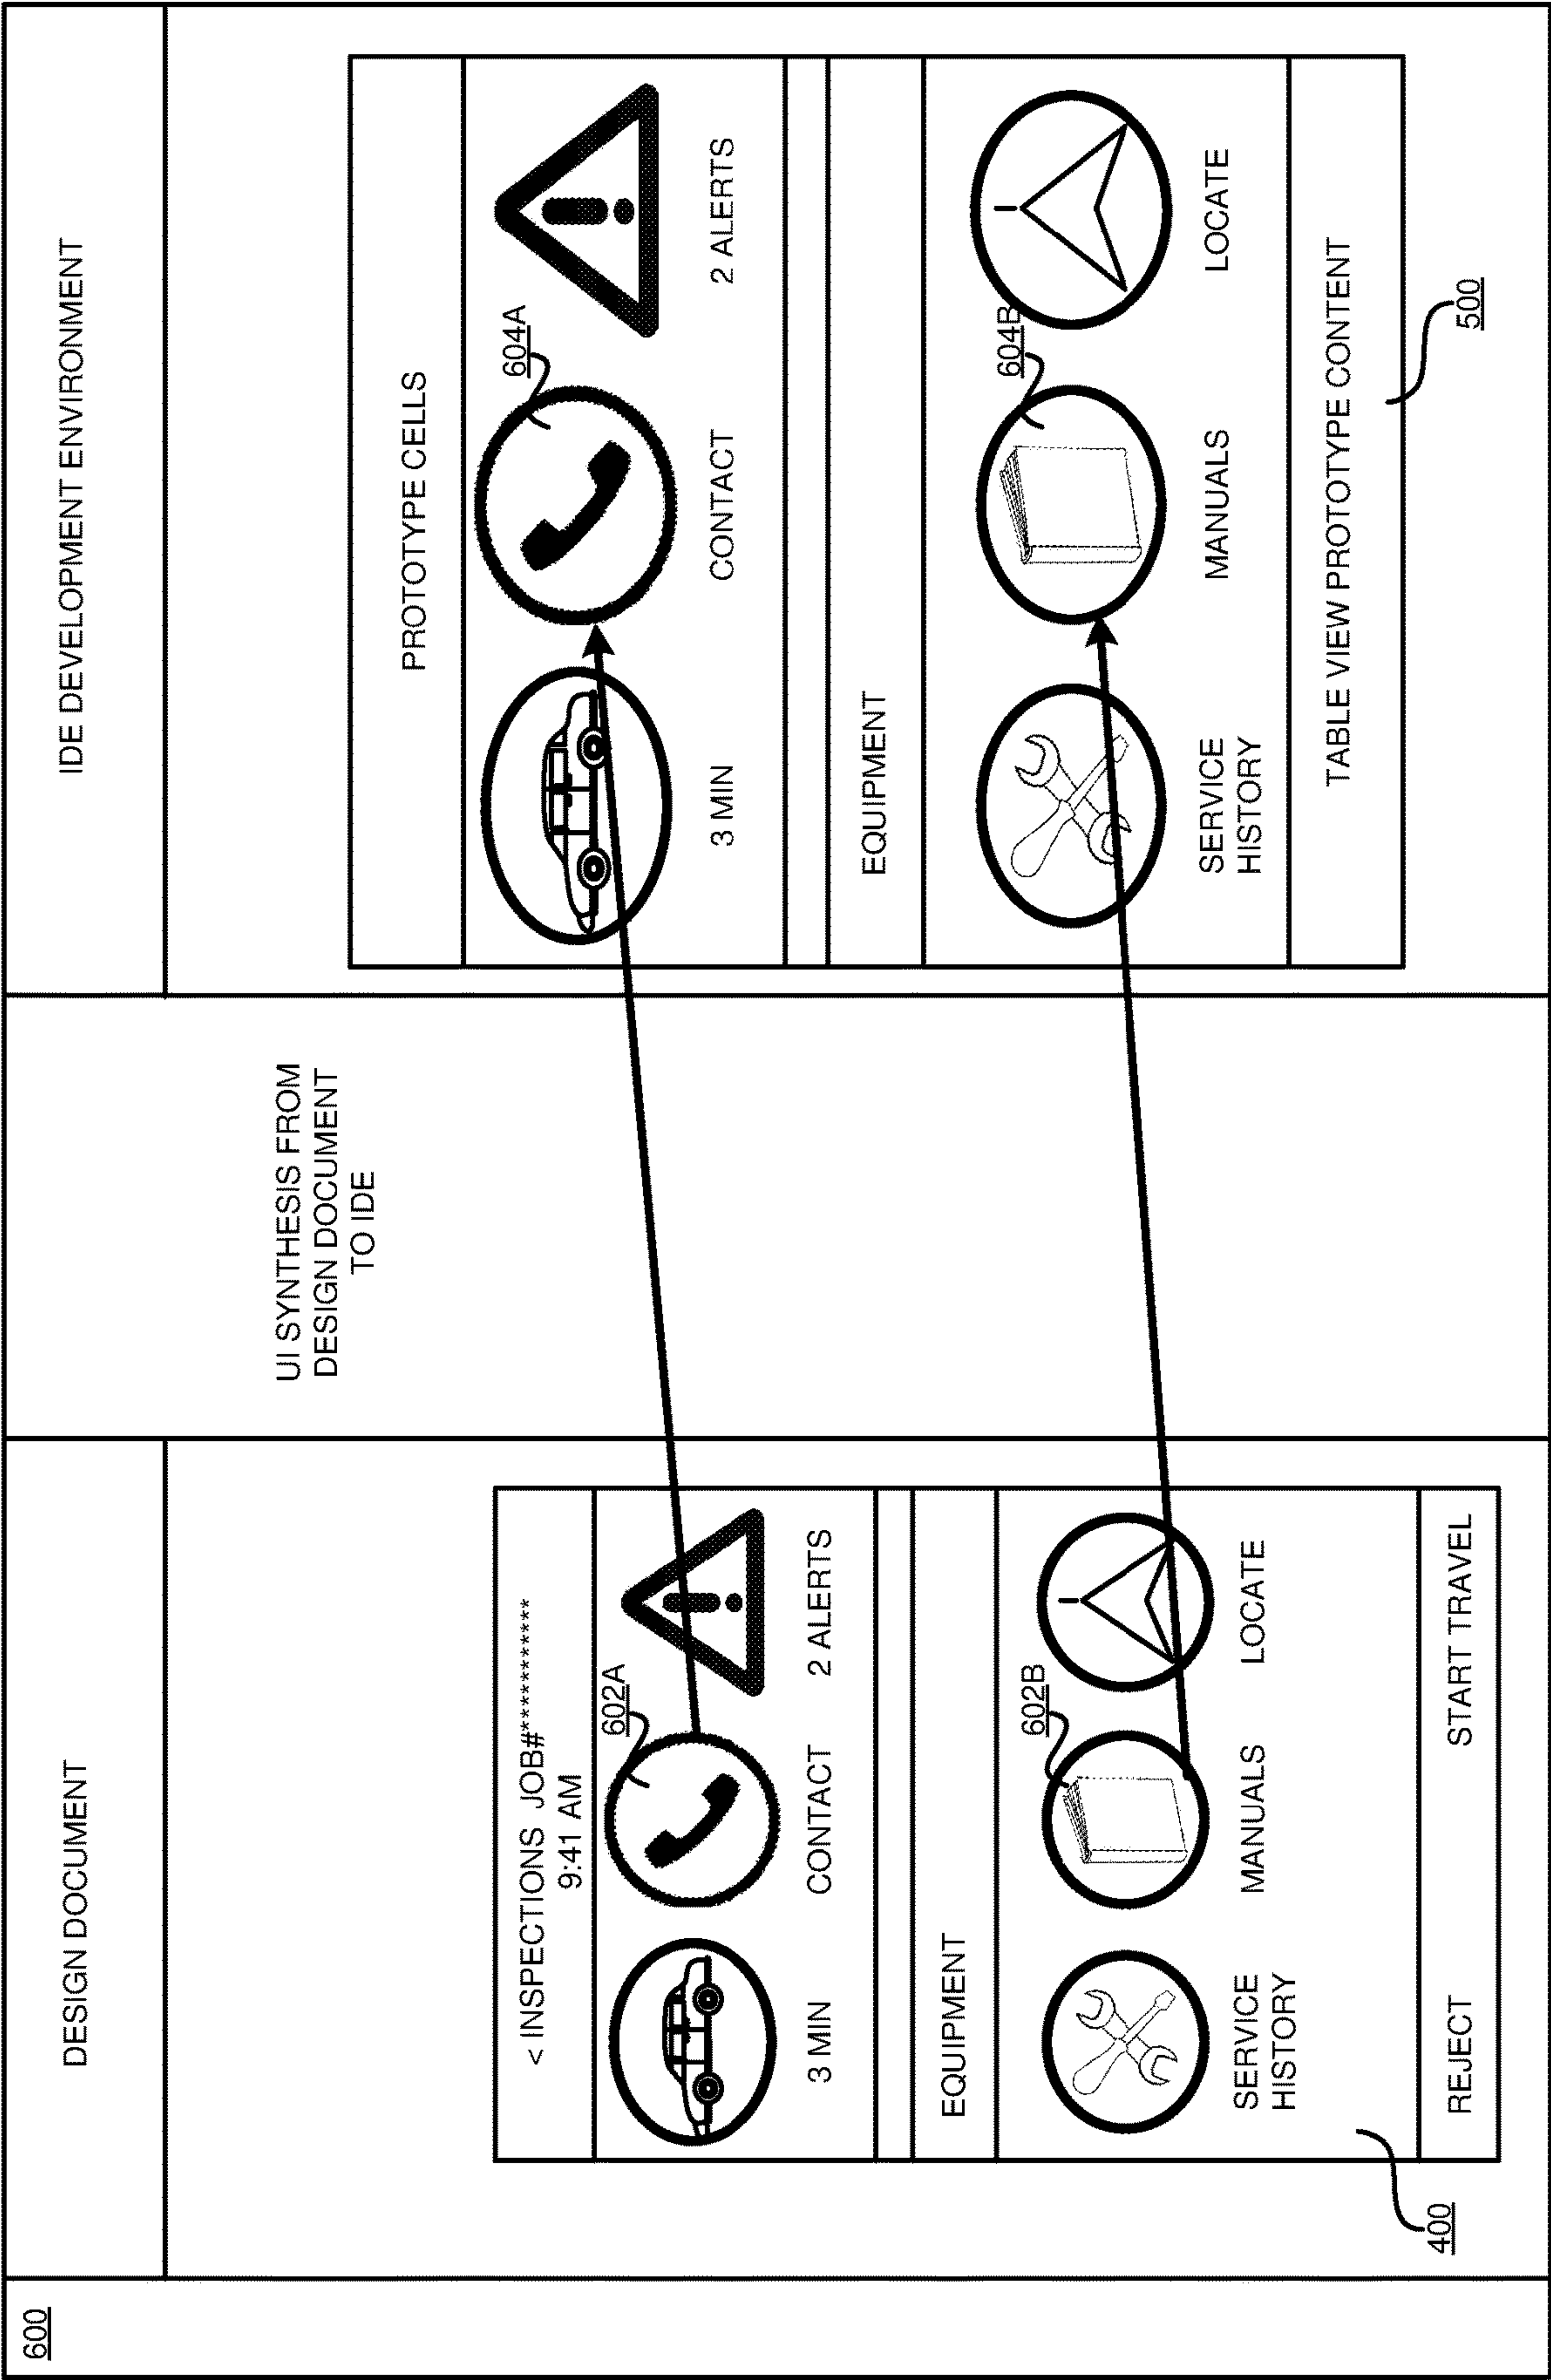 600
DESIGN DOCUMENT
< INSPECTIONS JOB#***********
9:41 AM
602A
3 MIN
CONTACT
2 ALERTS
EQUIPMENT
602B
SERVICE
HISTORY
MANUALS
LOCATE
REJECT
START TRAVEL
400
UI SYNTHESIS FROM
DESIGN DOCUMENT
TO IDE
IDE DEVELOPMENT ENVIRONMENT
PROTOTYPE CELLS
604A
3 MIN
CONTACT
2 ALERTS
EQUIPMENT
604B
SERVICE
HISTORY
MANUALS
LOCATE
TABLE VIEW PROTOTYPE CONTENT
500